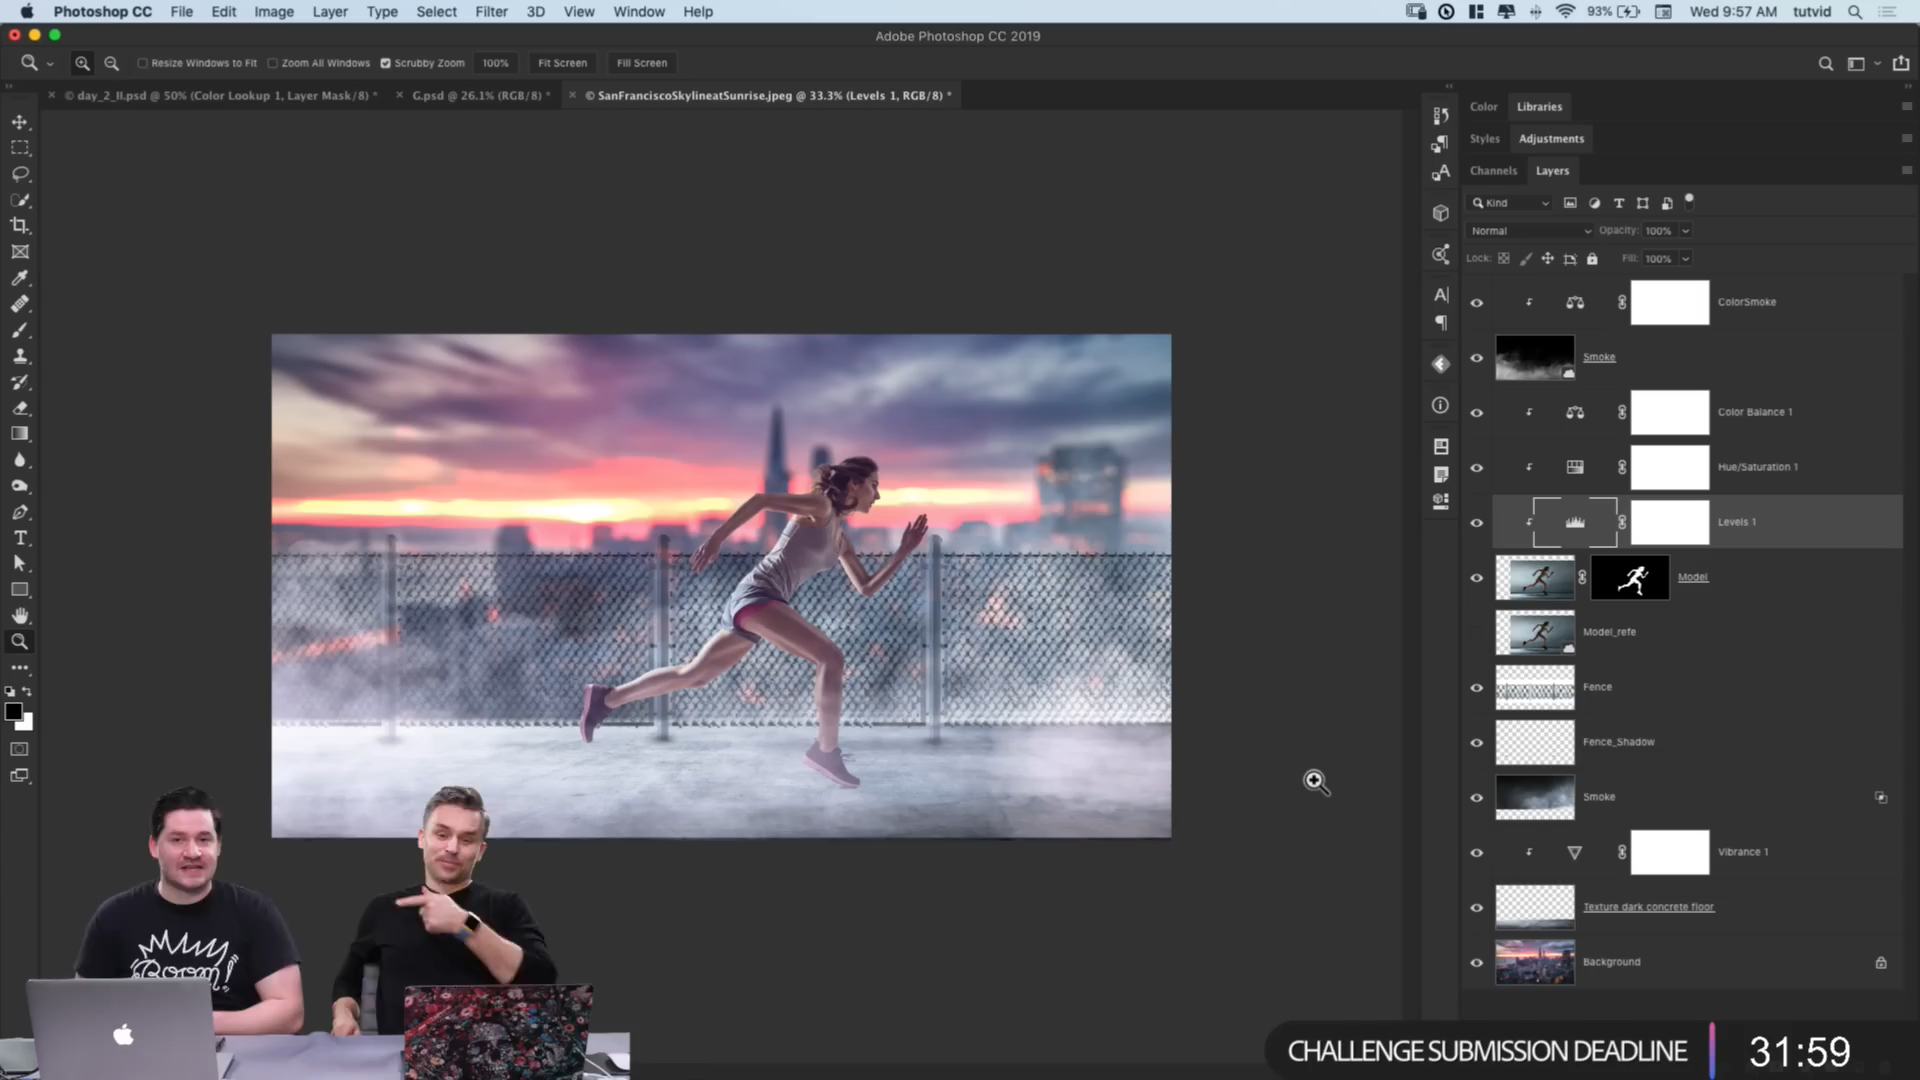 Photoshop CC File Edit Image Layer Type Select Filter 3D View Window Help 93% Wed 9:57 AM tutvid
Adobe Photoshop CC 2019
Resize Windows to Fit Zoom All Windows Scrubby Zoom 100% Fit Screen Fill Screen
© day_2_II.psd @ 50% (Color Lookup 1, Layer Mask/8) * G.psd @ 26.1% (RGB/8) * © SanFranciscoSkylineatSunrise.jpeg @ 33.3% (Levels 1, RGB/8) *
Color Libraries
Styles Adjustments
Channels Layers
Kind
Normal Opacity: 100%
Lock: Fill: 100%
ColorSmoke
Smoke
Color Balance 1
Hue/Saturation 1
Levels 1
Model
Model_refe
Fence
Fence_Shadow
Smoke
Vibrance 1
Texture dark concrete floor
Background
Boom!
CHALLENGE SUBMISSION DEADLINE 31:59